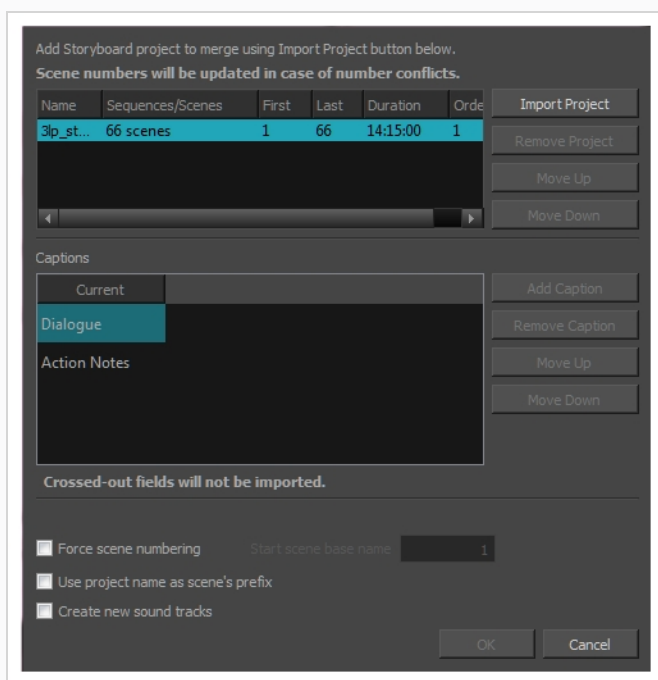 Add Storyboard project to merge using Import Project button below.
Scene numbers will be updated in case of number conflicts.
Name Sequences/Scenes First Last Duration Orde Import Project
3lp_st... 66 scenes 1 66 14:15:00 1
Remove Project
Move Up
Move Down
Captions
Current Add Caption
Dialogue Remove Caption
Action Notes Move Up
Move Down
Crossed-out fields will not be imported.
Force scene numbering Start scene base name 1
Use project name as scene's prefix
Create new sound tracks
OK Cancel